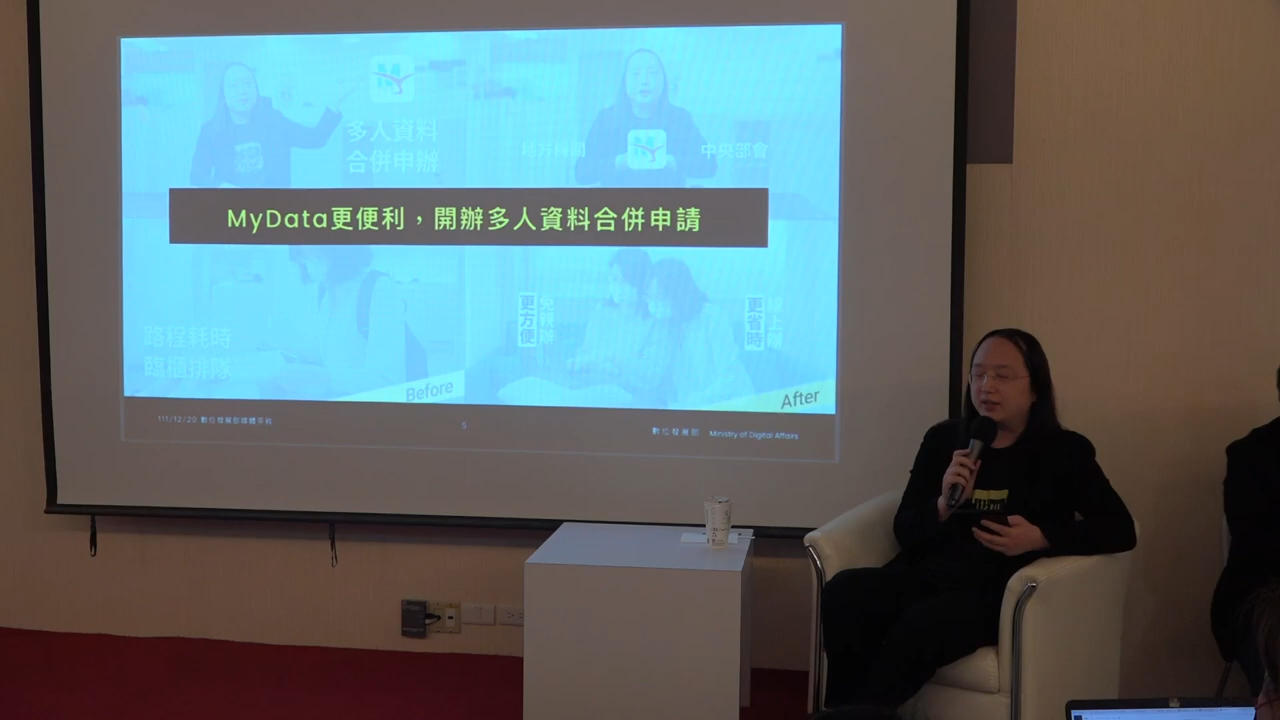 多人資料
合併申辦
地方機關
中央部會
MyData更便利，開辦多人資料合併申請
路程耗時
臨櫃排隊
Before
更方便
免親辦
更省時
線上辦
After
111/12/20 數位發展部媒體茶敘
5
數位發展部 Ministry of Digital Affairs